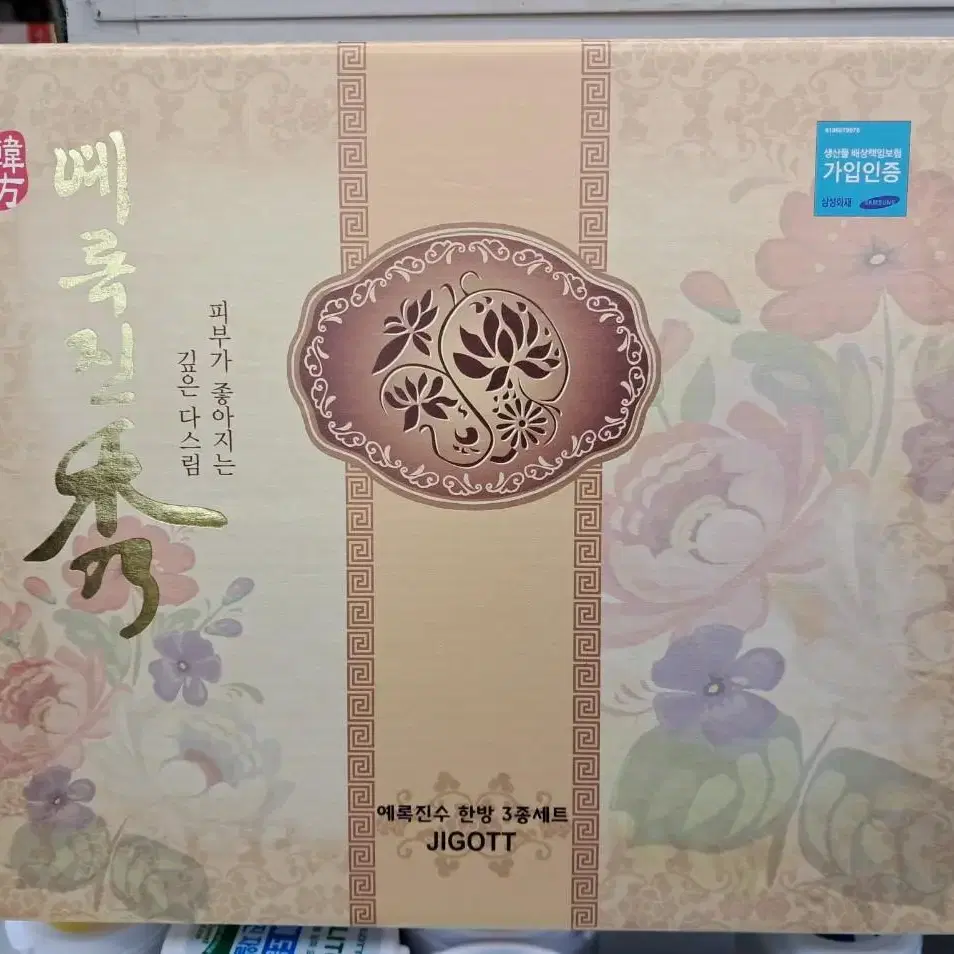 韓方
예록진秀
피부가 좋아지는
깊은 다스림
생산물 배상책임보험
가입인증
삼성화재 SAMSUNG
예록진수 한방 3종세트
JIGOTT